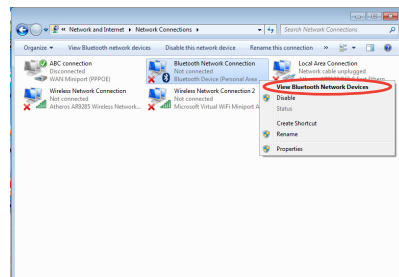 « Network and Internet ▸ Network Connections ▸
Search Network Connections
Organize ▾ View Bluetooth network devices Disable this network device Rename this connection »
ABC connection
Disconnected
WAN Miniport (PPPOE)
Bluetooth Network Connection
Not connected
Bluetooth Device (Personal Area ...
Local Area Connection
Network cable unplugged
Wireless Network Connection
Not connected
Atheros AR9285 Wireless Network...
Wireless Network Connection 2
Not connected
Microsoft Virtual WiFi Miniport A
View Bluetooth Network Devices
Disable
Status
Create Shortcut
Rename
Properties